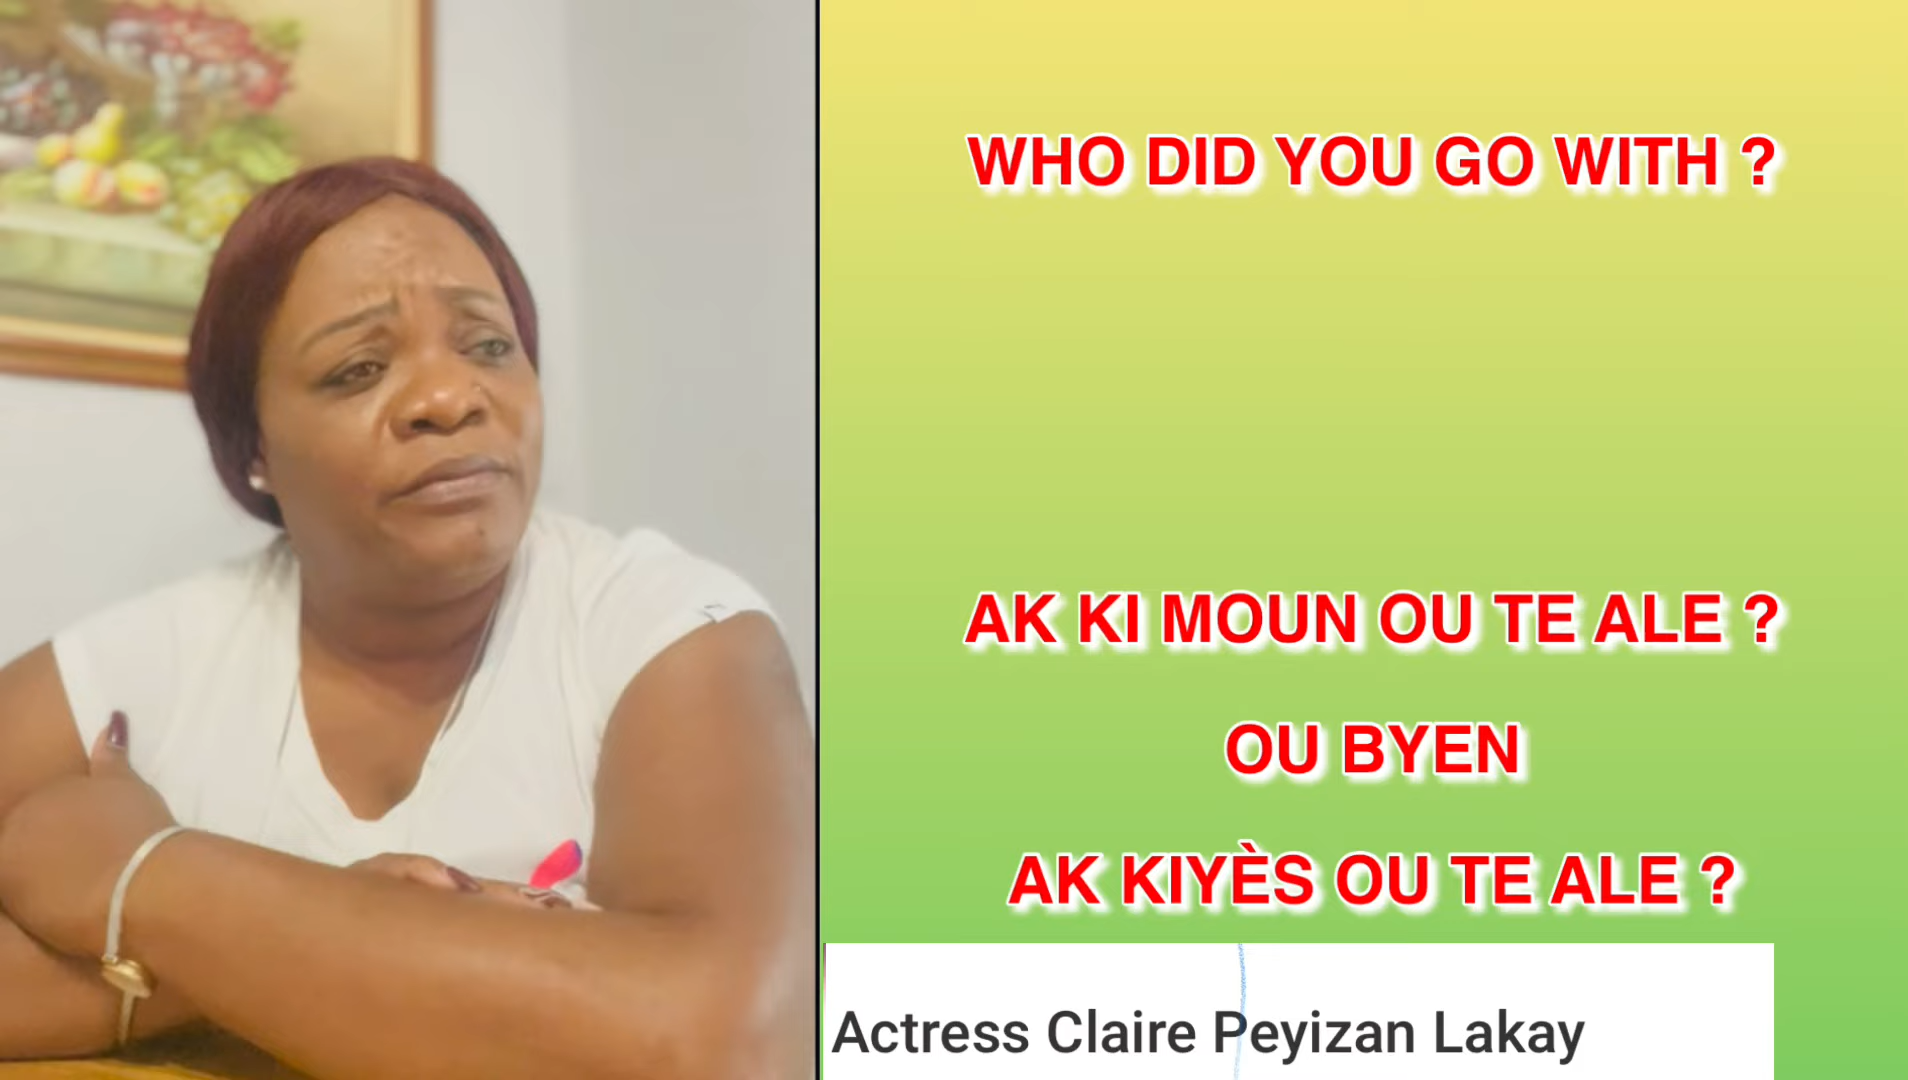 WHO DID YOU GO WITH ?
AK KI MOUN OU TE ALE ?
OU BYEN
AK KIYÈS OU TE ALE ?
Actress Claire Peyizan Lakay